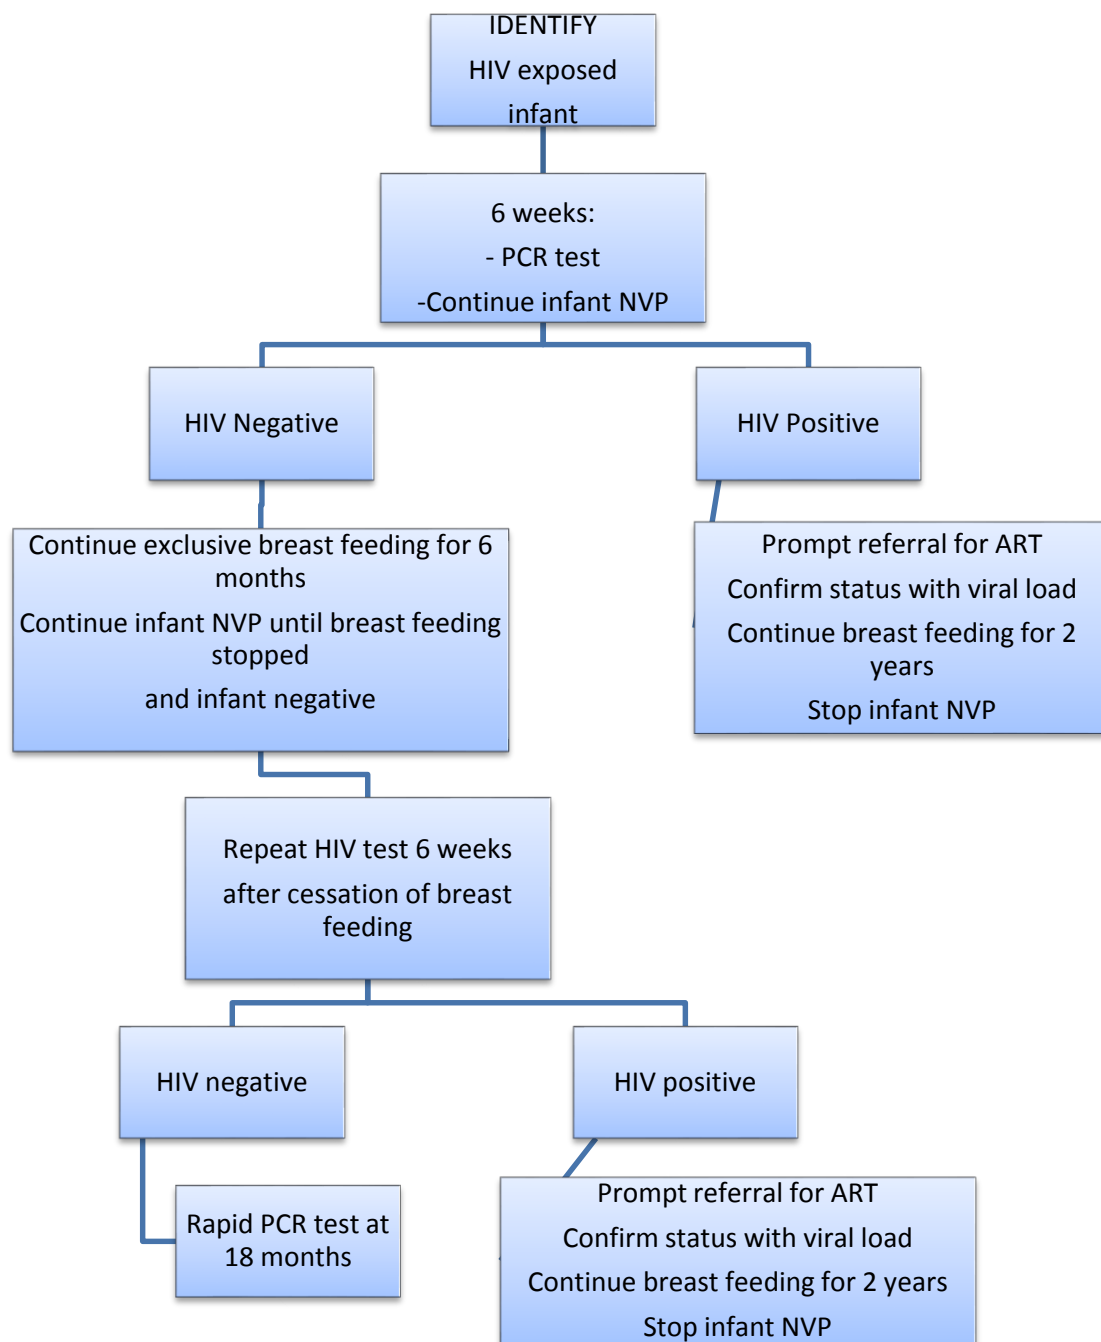 IDENTIFY
HIV exposed
infant
6 weeks:
- PCR test
-Continue infant NVP
HIV Negative
HIV Positive
Continue exclusive breast feeding for 6
months
Continue infant NVP until breast feeding
stopped
and infant negative
Prompt referral for ART
Confirm status with viral load
Continue breast feeding for 2
years
Stop infant NVP
Repeat HIV test 6 weeks
after cessation of breast
feeding
HIV negative
HIV positive
Rapid PCR test at
18 months
Prompt referral for ART
Confirm status with viral load
Continue breast feeding for 2 years
Stop infant NVP